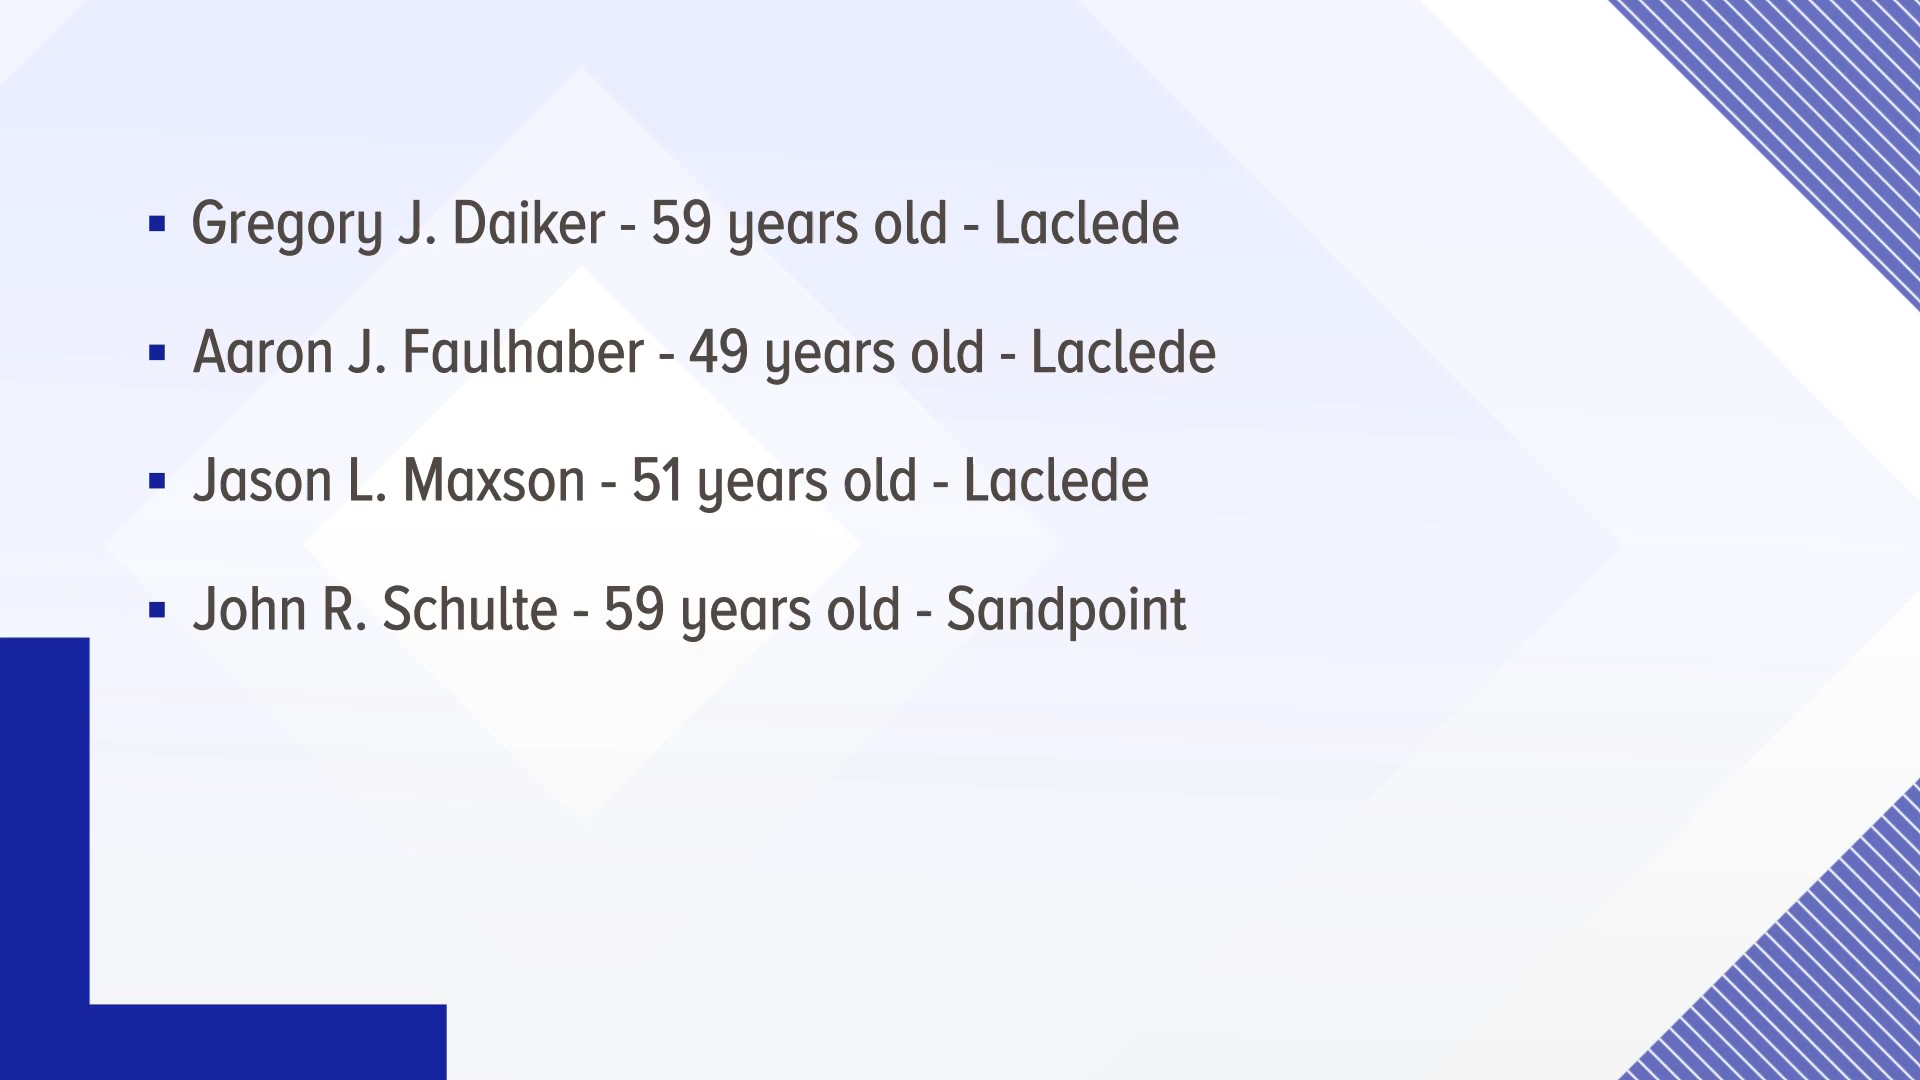 ▪ Gregory J. Daiker - 59 years old - Laclede
▪ Aaron J. Faulhaber - 49 years old - Laclede
▪ Jason L. Maxson - 51 years old - Laclede
▪ John R. Schulte - 59 years old - Sandpoint